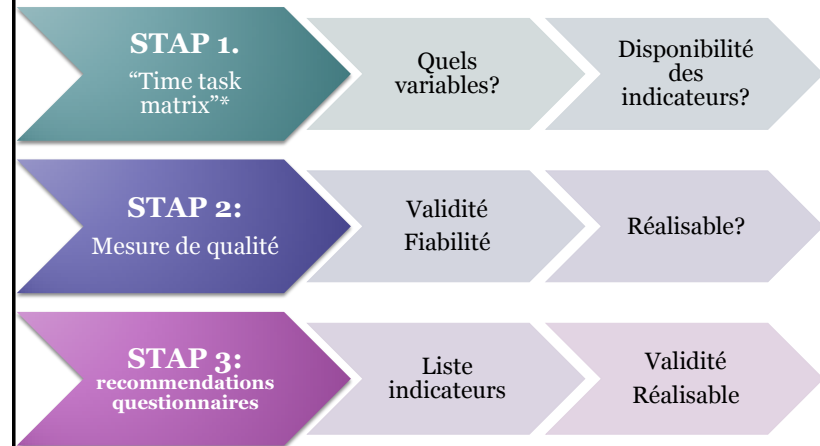 STAP 1.
“Time task
matrix”*
Quels
variables?
Disponibilité
des
indicateurs?
STAP 2:
Mesure de qualité
Validité
Fiabilité
Réalisable?
STAP 3:
recommendations
questionnaires
Liste
indicateurs
Validité
Réalisable